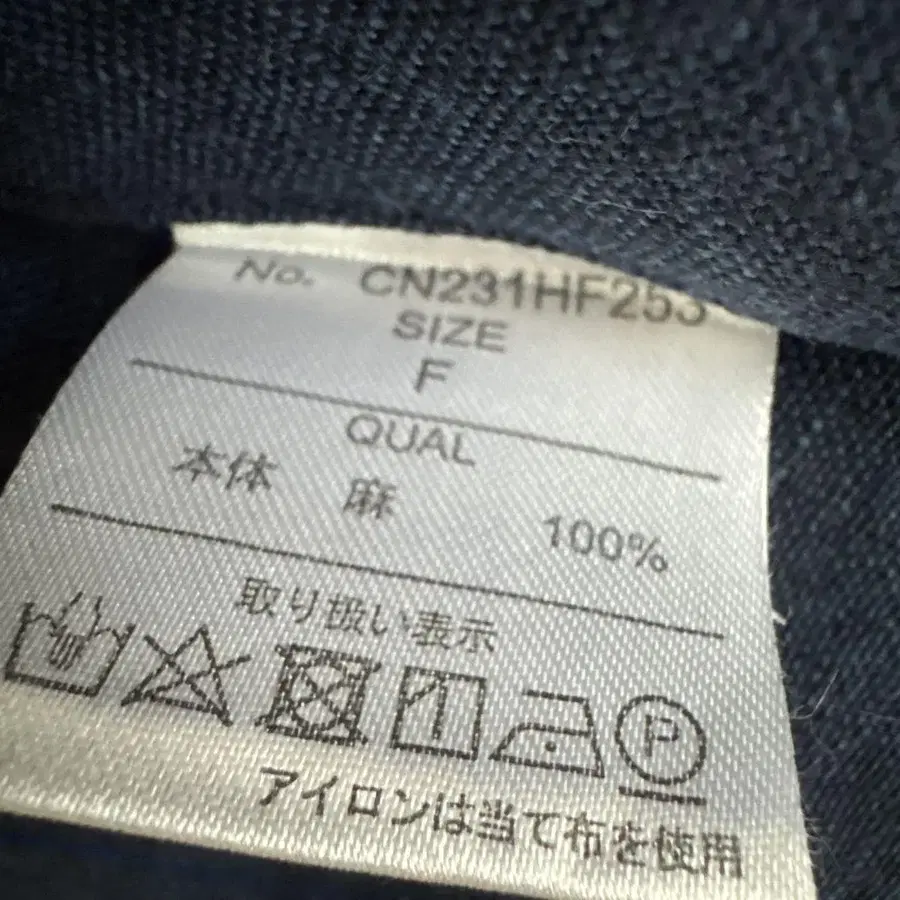 No. CN231HF253
SIZE
F
QUAL
本体 麻 100%
取り扱い表示
P
アイロンは当て布を使用